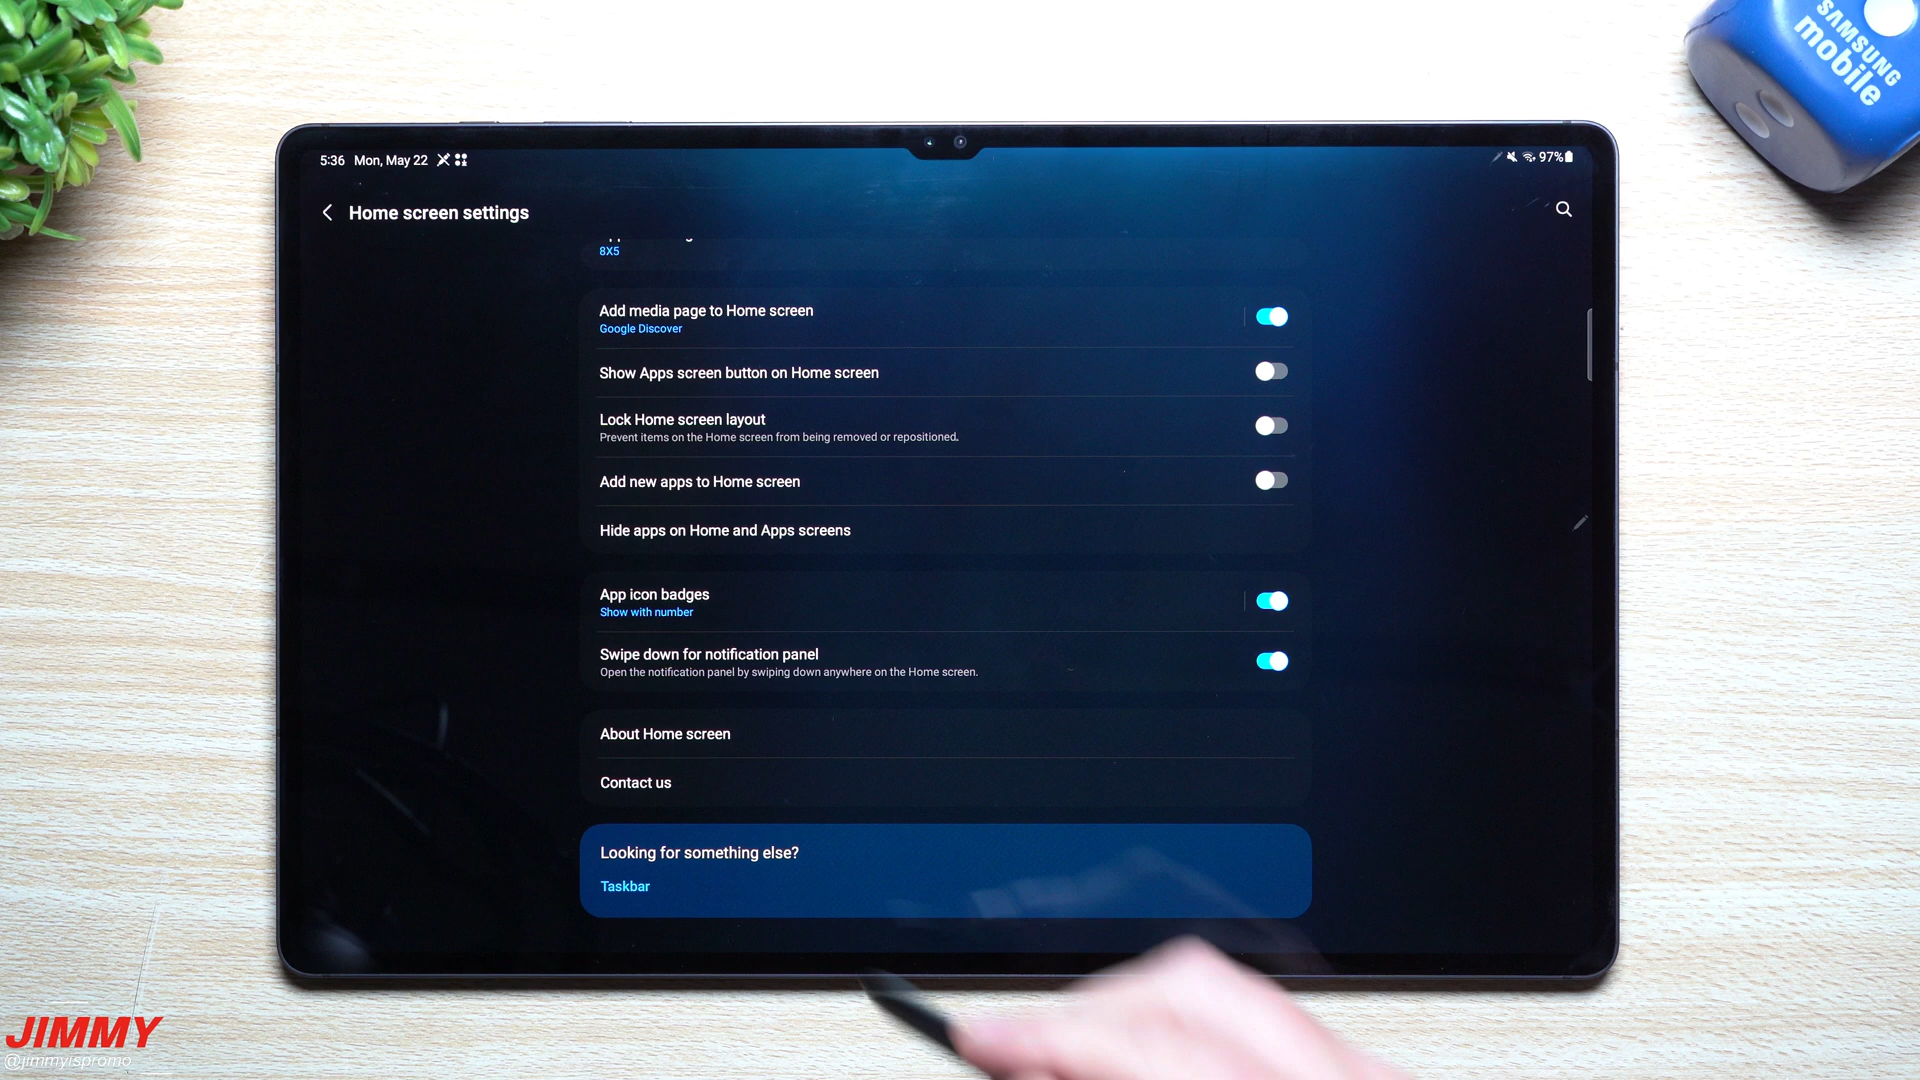 SAMSUNG
mobile
5:36 Mon, May 22
97%
Home screen settings
8X5
Add media page to Home screen
Google Discover
Show Apps screen button on Home screen
Lock Home screen layout
Prevent items on the Home screen from being removed or repositioned.
Add new apps to Home screen
Hide apps on Home and Apps screens
App icon badges
Show with number
Swipe down for notification panel
Open the notification panel by swiping down anywhere on the Home screen.
About Home screen
Contact us
Looking for something else?
Taskbar
JIMMY
@jimmyispromo